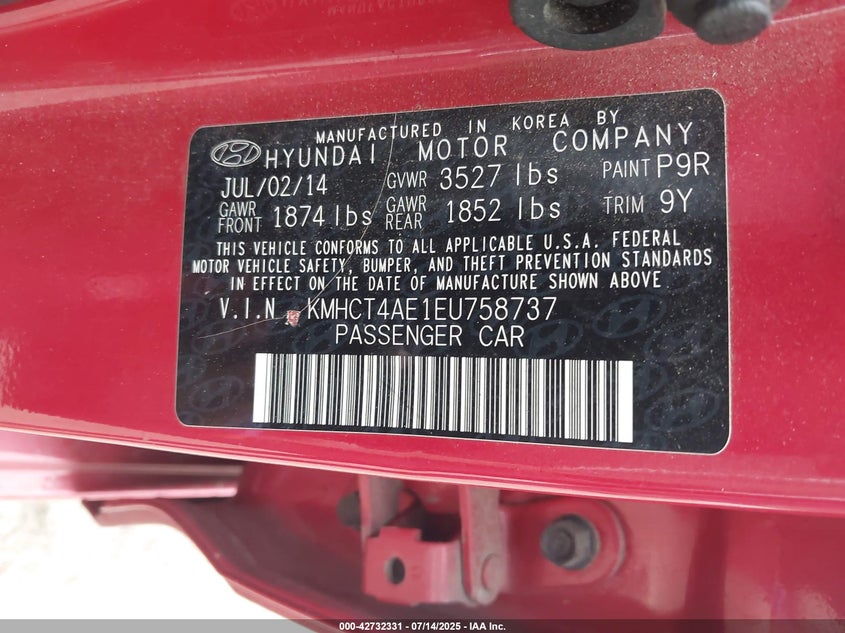 MANUFACTURED IN KOREA BY
HYUNDAI MOTOR COMPANY
JUL/02/14 GVWR 3527 lbs PAINT P9R
GAWR FRONT 1874 lbs GAWR REAR 1852 lbs TRIM 9Y
THIS VEHICLE CONFORMS TO ALL APPLICABLE U.S.A. FEDERAL
MOTOR VEHICLE SAFETY, BUMPER, AND THEFT PREVENTION STANDARDS
IN EFFECT ON THE DATE OF MANUFACTURE SHOWN ABOVE
V.I.N KMHCT4AE1EU758737
PASSENGER CAR
000-42732331 - 07/14/2025 - IAA Inc.